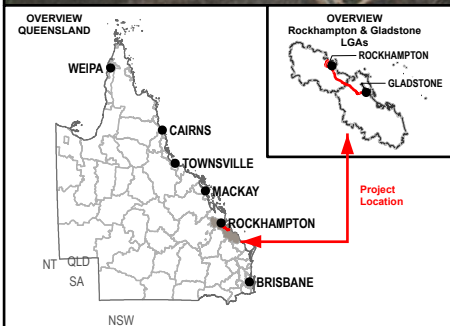 OVERVIEW
QUEENSLAND
WEIPA
CAIRNS
TOWNSVILLE
MACKAY
ROCKHAMPTON
BRISBANE
NT QLD
SA
NSW
OVERVIEW
Rockhampton & Gladstone
LGAs
ROCKHAMPTON
GLADSTONE
Project
Location